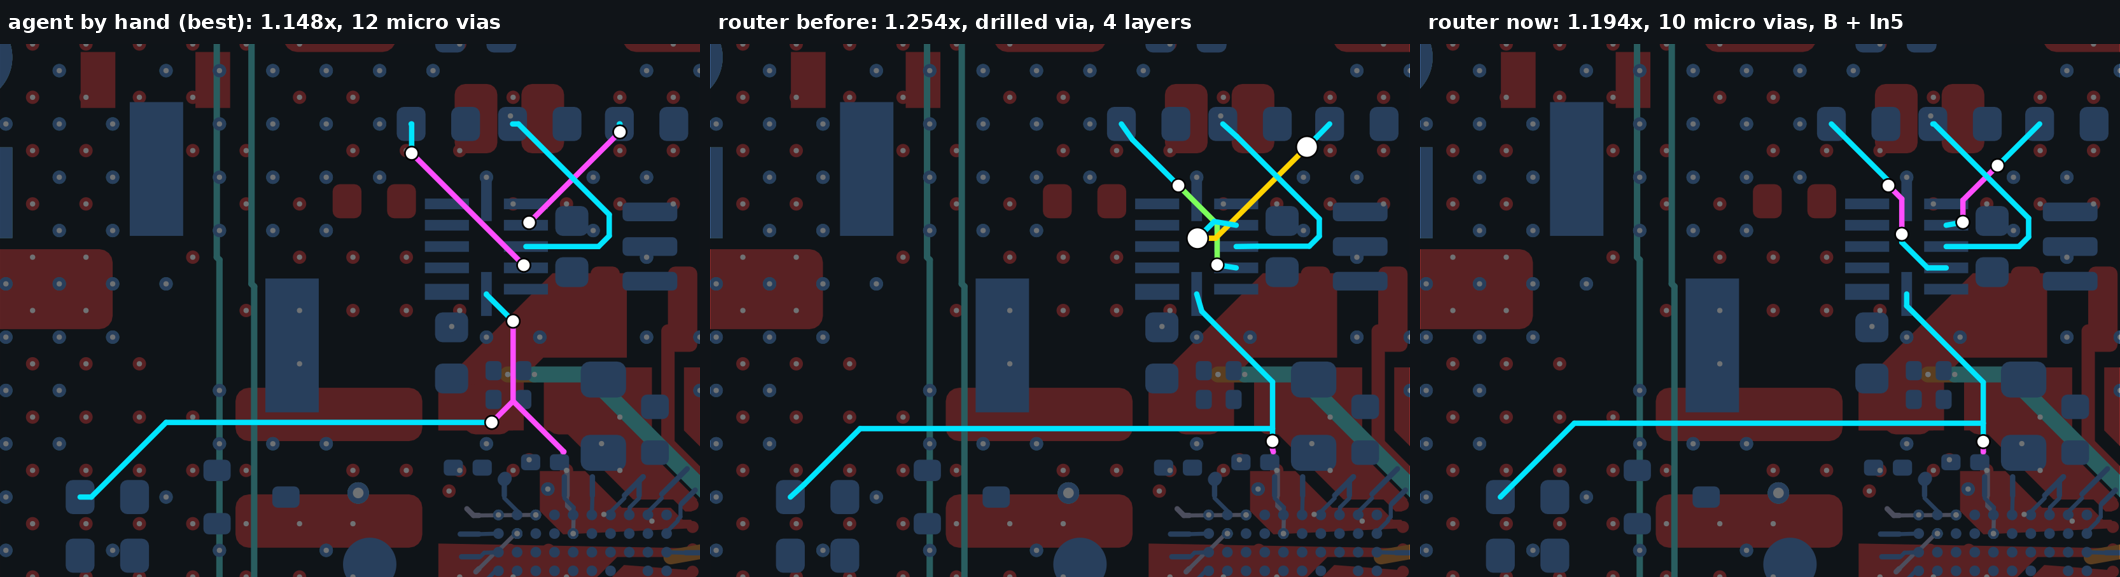 agent by hand (best): 1.148x, 12 micro vias
router before: 1.254x, drilled via, 4 layers
router now: 1.194x, 10 micro vias, B + In5